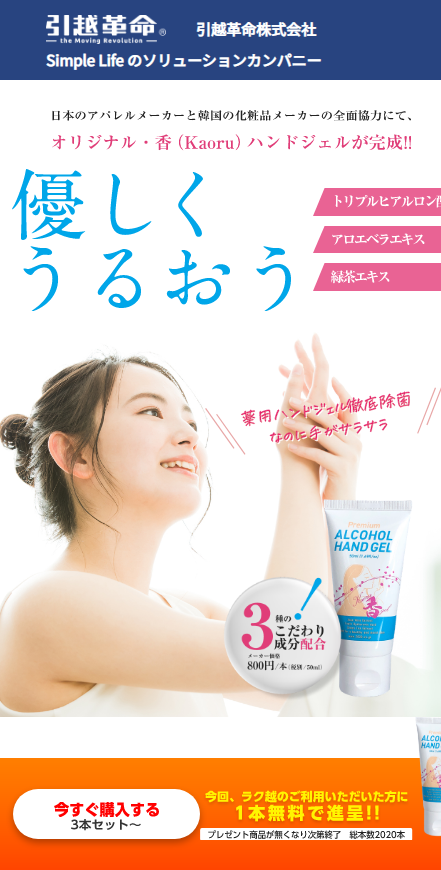 引越革命®
the Moving Revolution
引越革命株式会社
Simple Life のソリューションカンパニー
日本のアパレルメーカーと韓国の化粧品メーカーの全面協力にて、
オリジナル・香（Kaoru）ハンドジェルが完成!!
優しく
うるおう
トリプルヒアルロン
アロエベラエキス
緑茶エキス
薬用ハンドジェル徹底除菌
なのに手がサラサラ
Premium
ALCOHOL
HAND GEL
香
3種の
こだわり
成分配合
メーカー価格
800円/本(税別/50ml)
今すぐ購入する
3本セット～
今回、ラク越のご利用いただいた方に
1本無料で進呈!!
プレゼント商品が無くなり次第終了 総本数2020本